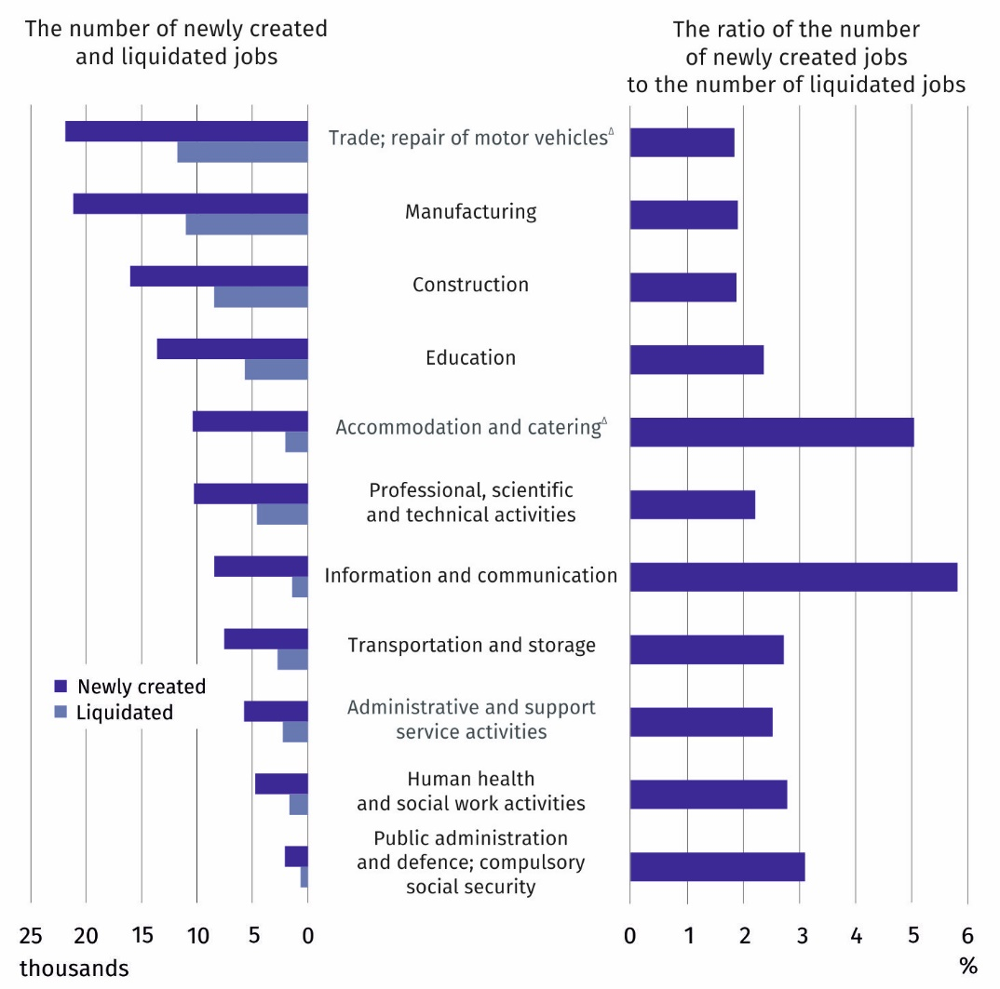 The number of newly created
and liquidated jobs
The ratio of the number
of newly created jobs
to the number of liquidated jobs
Trade; repair of motor vehicles^Δ
Manufacturing
Construction
Education
Accommodation and catering^Δ
Professional, scientific
and technical activities
Information and communication
Transportation and storage
Newly created
Liquidated
Administrative and support
service activities
Human health
and social work activities
Public administration
and defence; compulsory
social security
25 20 15 10 5 0
thousands
0 1 2 3 4 5 6
%